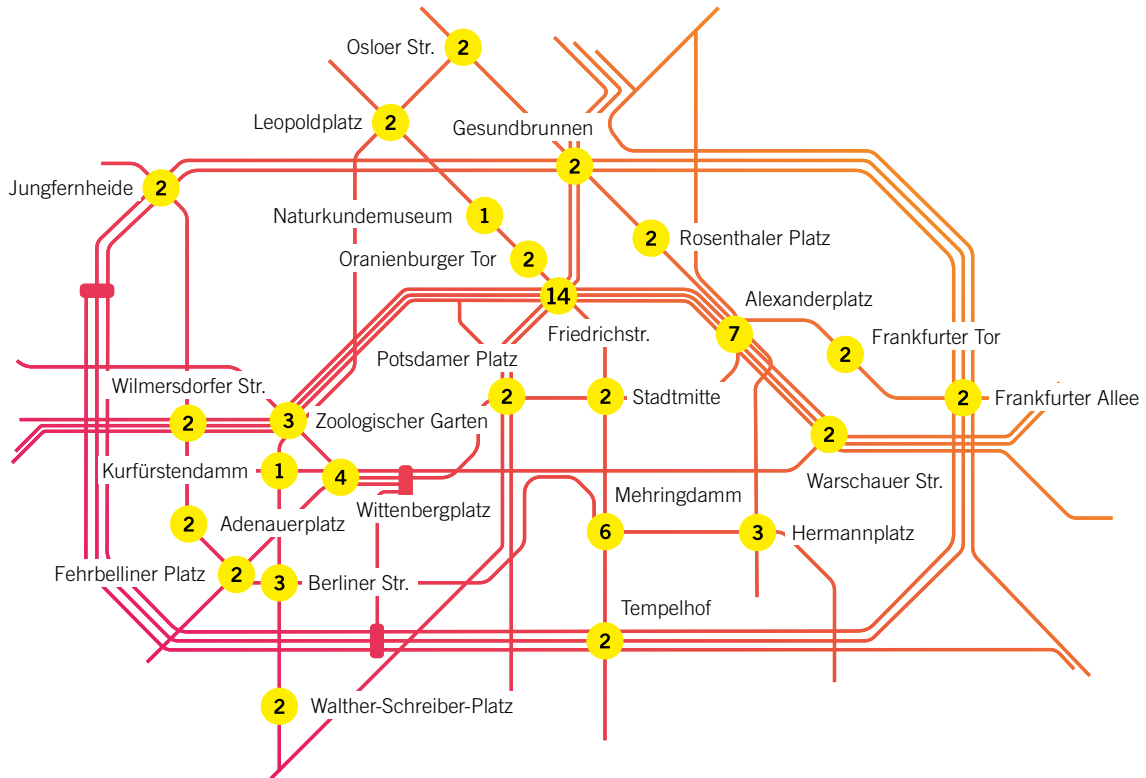 Osloer Str.
2
Leopoldplatz
2
Gesundbrunnen
2
Jungfernheide
2
Naturkundemuseum
1
2
Rosenthaler Platz
Oranienburger Tor
2
14
Friedrichstr.
Alexanderplatz
7
Frankfurter Tor
2
Potsdamer Platz
2
2
Stadtmitte
2
Frankfurter Allee
Wilmersdorfer Str.
2
3
Zoologischer Garten
2
Warschauer Str.
Kurfürstendamm
1
4
Wittenbergplatz
2
Adenauerplatz
Mehringdamm
6
3
Hermannplatz
Fehrbelliner Platz
2
3
Berliner Str.
Tempelhof
2
2
Walther-Schreiber-Platz